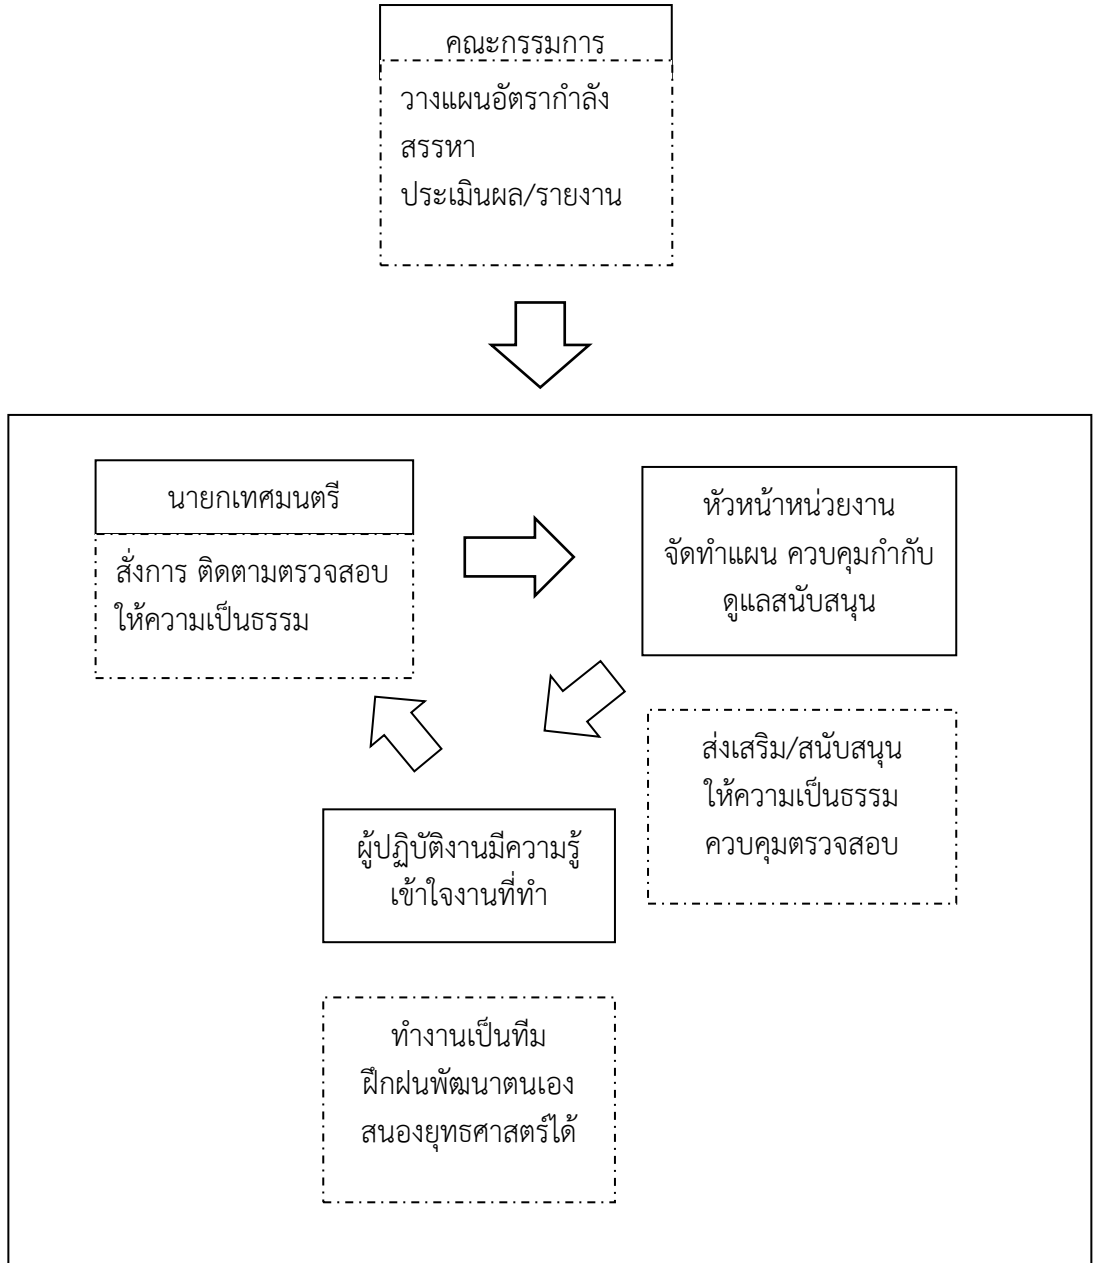 คณะกรรมการ
วางแผนอัตรากำลัง
สรรหา
ประเมินผล/รายงาน
นายกเทศมนตรี
สั่งการ ติดตามตรวจสอบ
ให้ความเป็นธรรม
หัวหน้าหน่วยงาน
จัดทำแผน ควบคุมกำกับ
ดูแลสนับสนุน
ส่งเสริม/สนับสนุน
ให้ความเป็นธรรม
ควบคุมตรวจสอบ
ผู้ปฏิบัติงานมีความรู้
เข้าใจงานที่ทำ
ทำงานเป็นทีม
ฝึกฝนพัฒนาตนเอง
สนองยุทธศาสตร์ได้